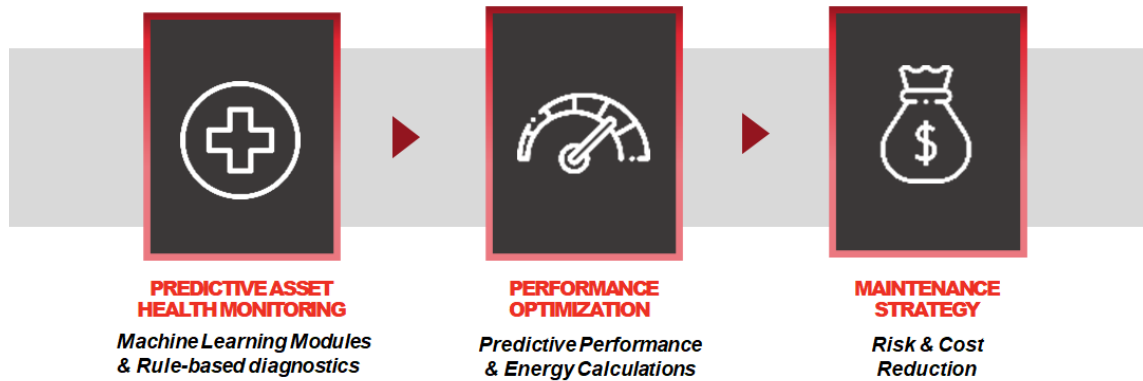 $
PREDICTIVE ASSET
HEALTH MONITORING
Machine Learning Modules
& Rule-based diagnostics
PERFORMANCE
OPTIMIZATION
Predictive Performance
& Energy Calculations
MAINTENANCE
STRATEGY
Risk & Cost
Reduction